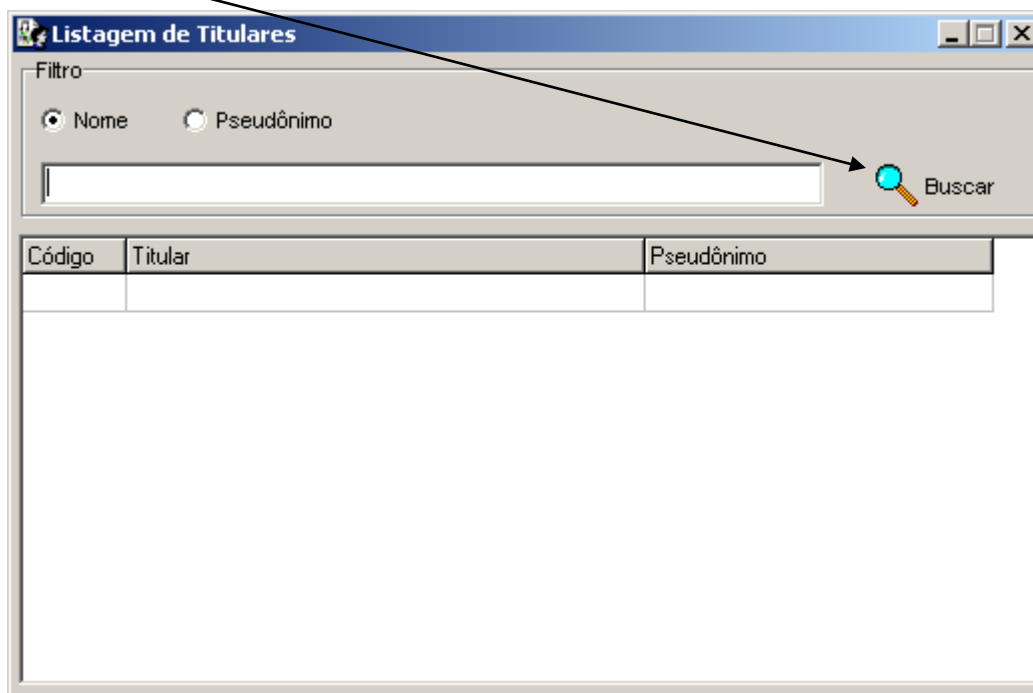 Listagem de Titulares
Filtro
Nome Pseudônimo
Buscar
Código Titular Pseudônimo